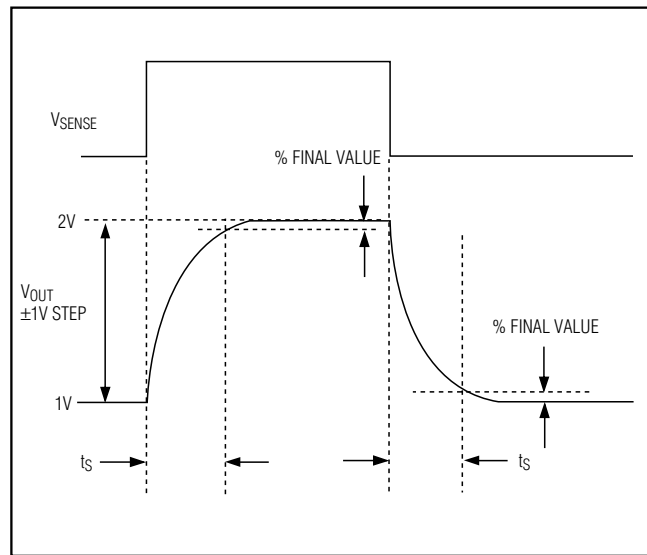 VSENSE
% FINAL VALUE
2V
VOUT
±1V STEP
% FINAL VALUE
1V
tS
tS